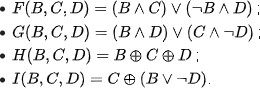 • F(B, C, D) = (B ∧ C) ∨ (¬B ∧ D) ;
• G(B, C, D) = (B ∧ D) ∨ (C ∧ ¬D) ;
• H(B, C, D) = B ⊕ C ⊕ D ;
• I(B, C, D) = C ⊕ (B ∨ ¬D).